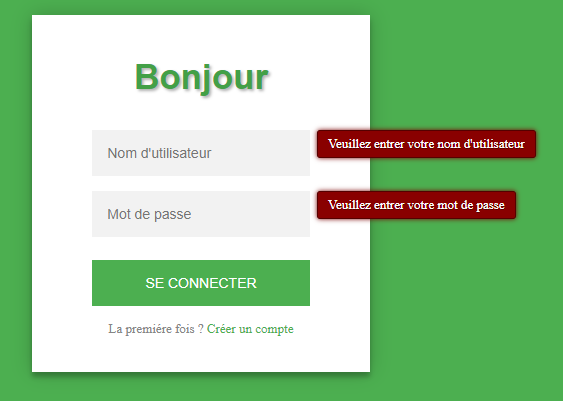 Bonjour
Nom d'utilisateur
Veuillez entrer votre nom d'utilisateur
Mot de passe
Veuillez entrer votre mot de passe
SE CONNECTER
La premiére fois ? Créer un compte